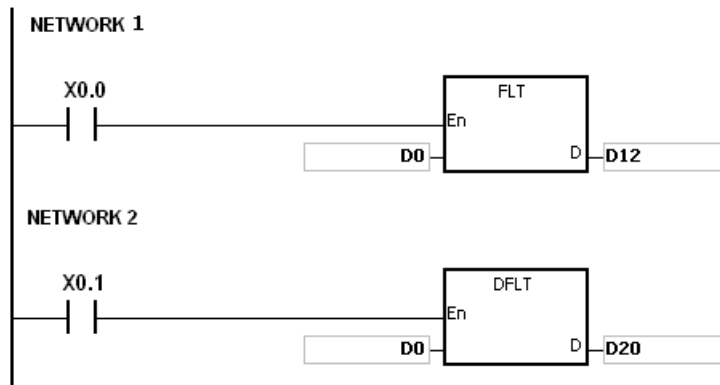 NETWORK 1
X0.0
FLT
En
D0
D
D12
NETWORK 2
X0.1
DFLT
En
D0
D
D20